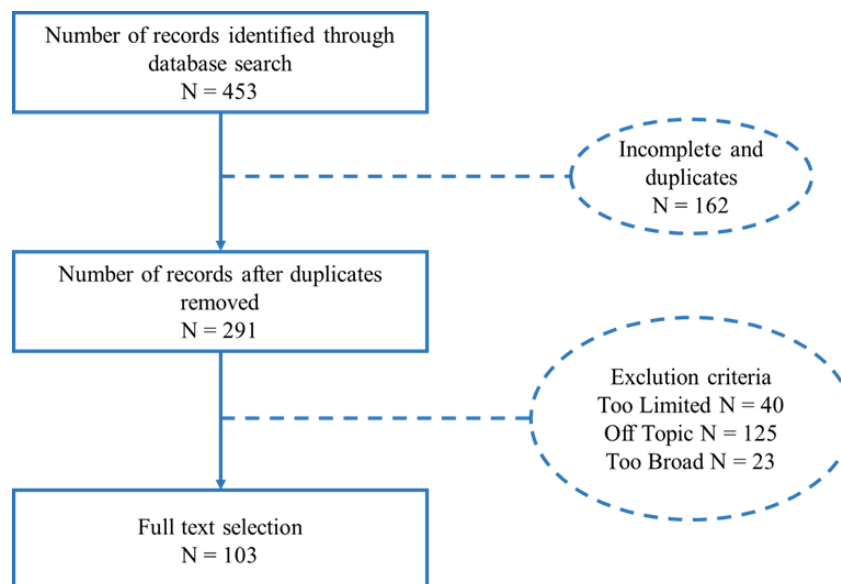 Number of records identified through
database search
N = 453
Incomplete and
duplicates
N = 162
Number of records after duplicates
removed
N = 291
Exclution criteria
Too Limited N = 40
Off Topic N = 125
Too Broad N = 23
Full text selection
N = 103